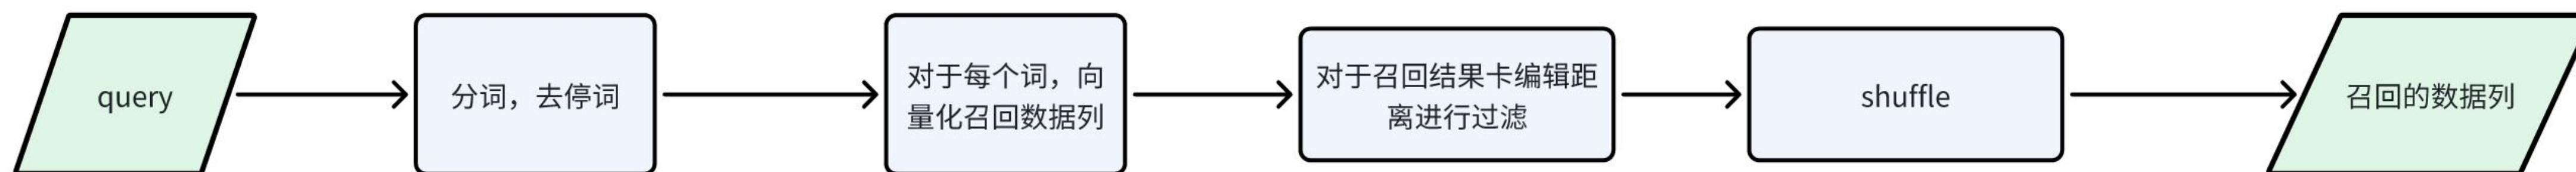 query
分词，去停词
对于每个词，向
量化召回数据列
对于召回结果卡编辑距
离进行过滤
shuffle
召回的数据列